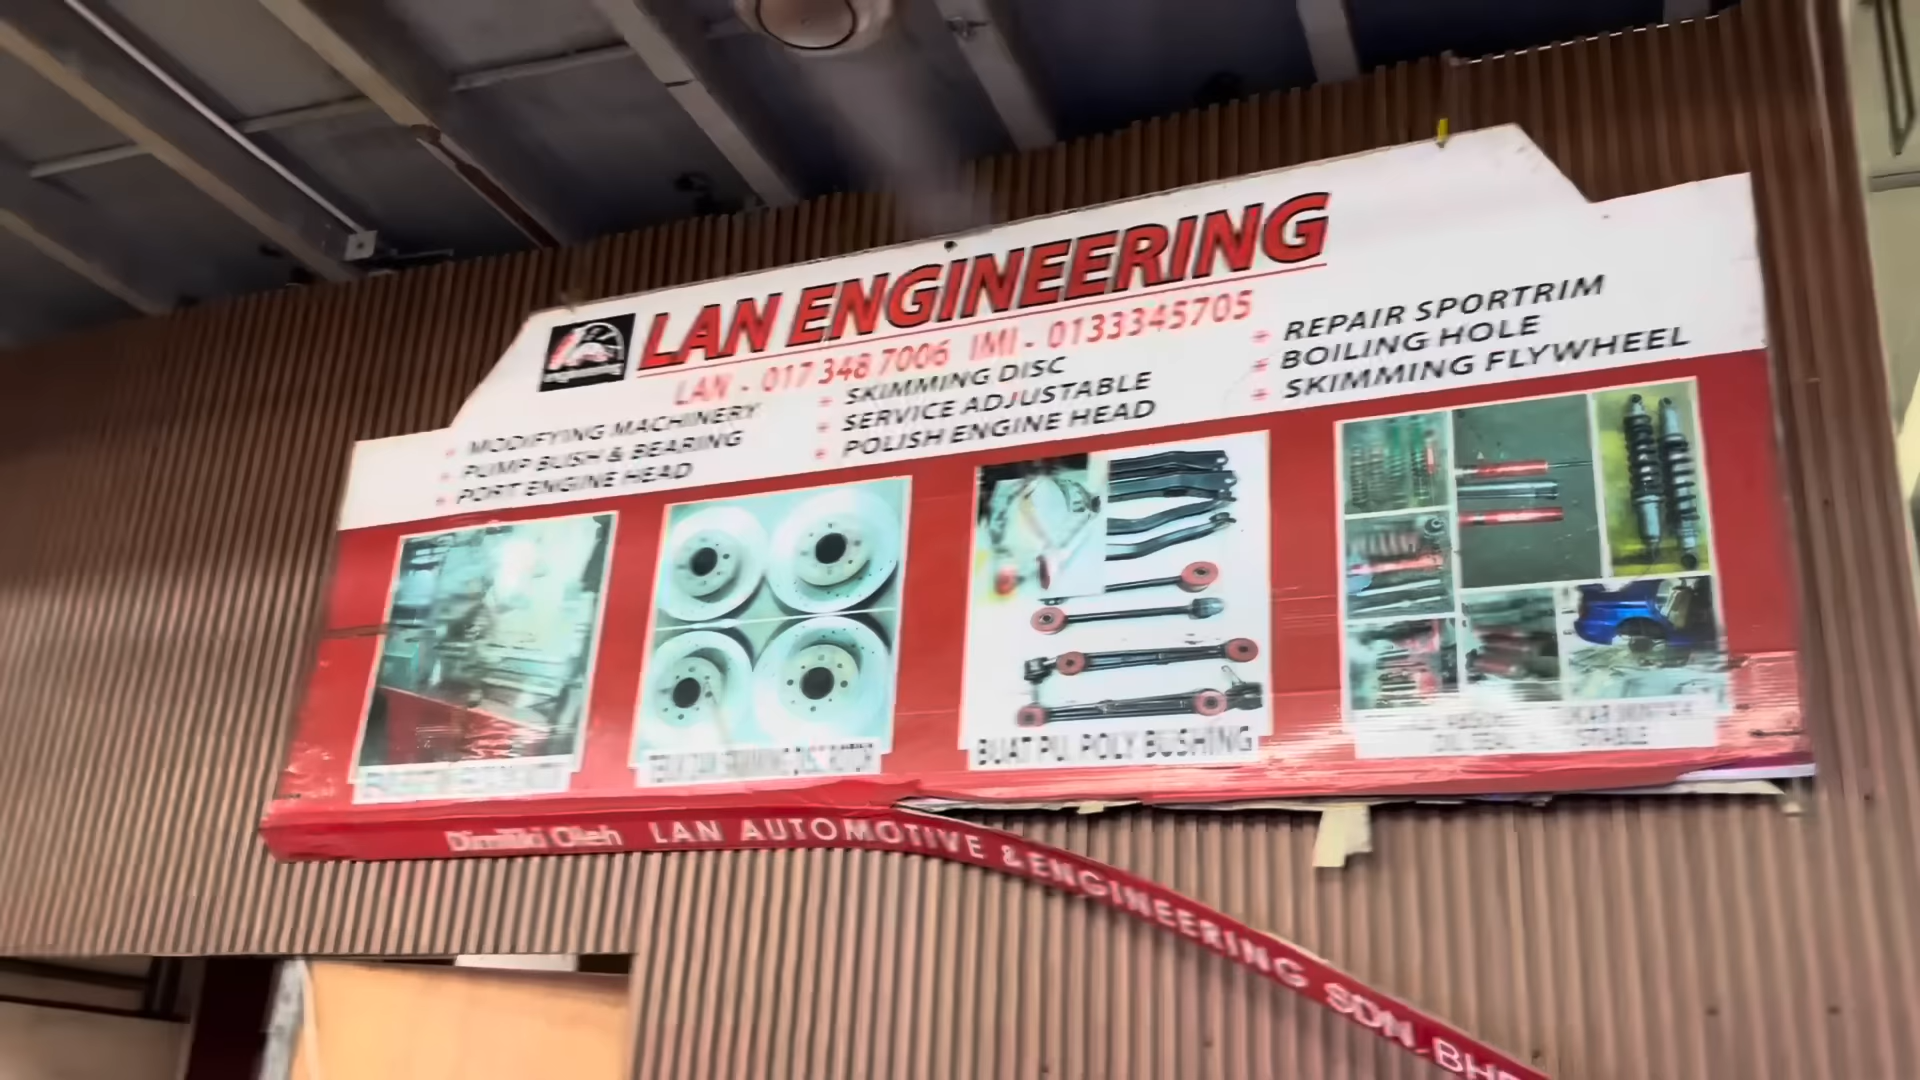 LAN ENGINEERING
LAN - 017 348 7006 IMI - 0133345705
MODIFYING MACHINERY
PUMP BUSH & BEARING
PORT ENGINE HEAD
SKIMMING DISC
SERVICE ADJUSTABLE
POLISH ENGINE HEAD
REPAIR SPORTRIM
BOILING HOLE
SKIMMING FLYWHEEL
BUAT PU, POLY BUSHING
Dimiliki Oleh LAN AUTOMOTIVE & ENGINEERING SDN BHD